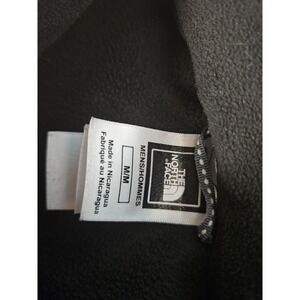 THE
NORTH
FACE
MENS/HOMMES
M/M
Made in Nicaragua
Fabriqué au Nicaragua